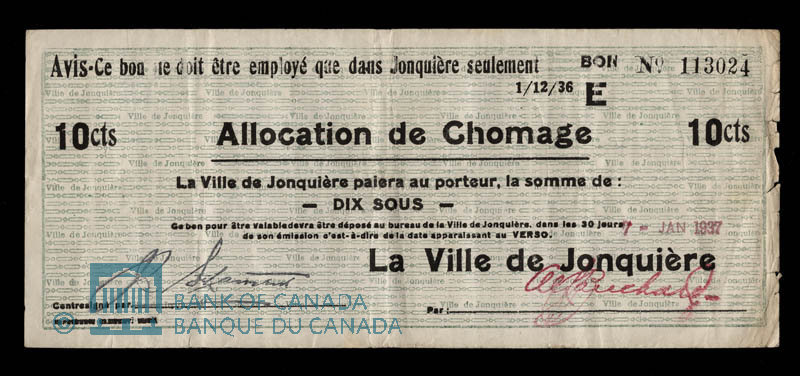 Avis-Ce bon ne doit être employé que dans Jonquière seulement BON No 113024
1/12/36 E
10cts Allocation de Chomage 10cts
La Ville de Jonquière paiera au porteur, la somme de :
— DIX SOUS —
Ce bon pour être valable devra être déposé au bureau de la Ville de Jonquière, dans les 30 jours
de son émission c'est-à-dire de la date apparaissant au VERSO.
- JAN 1937
La Ville de Jonquière
Contresigné par
Par :
BANK OF CANADA
BANQUE DU CANADA